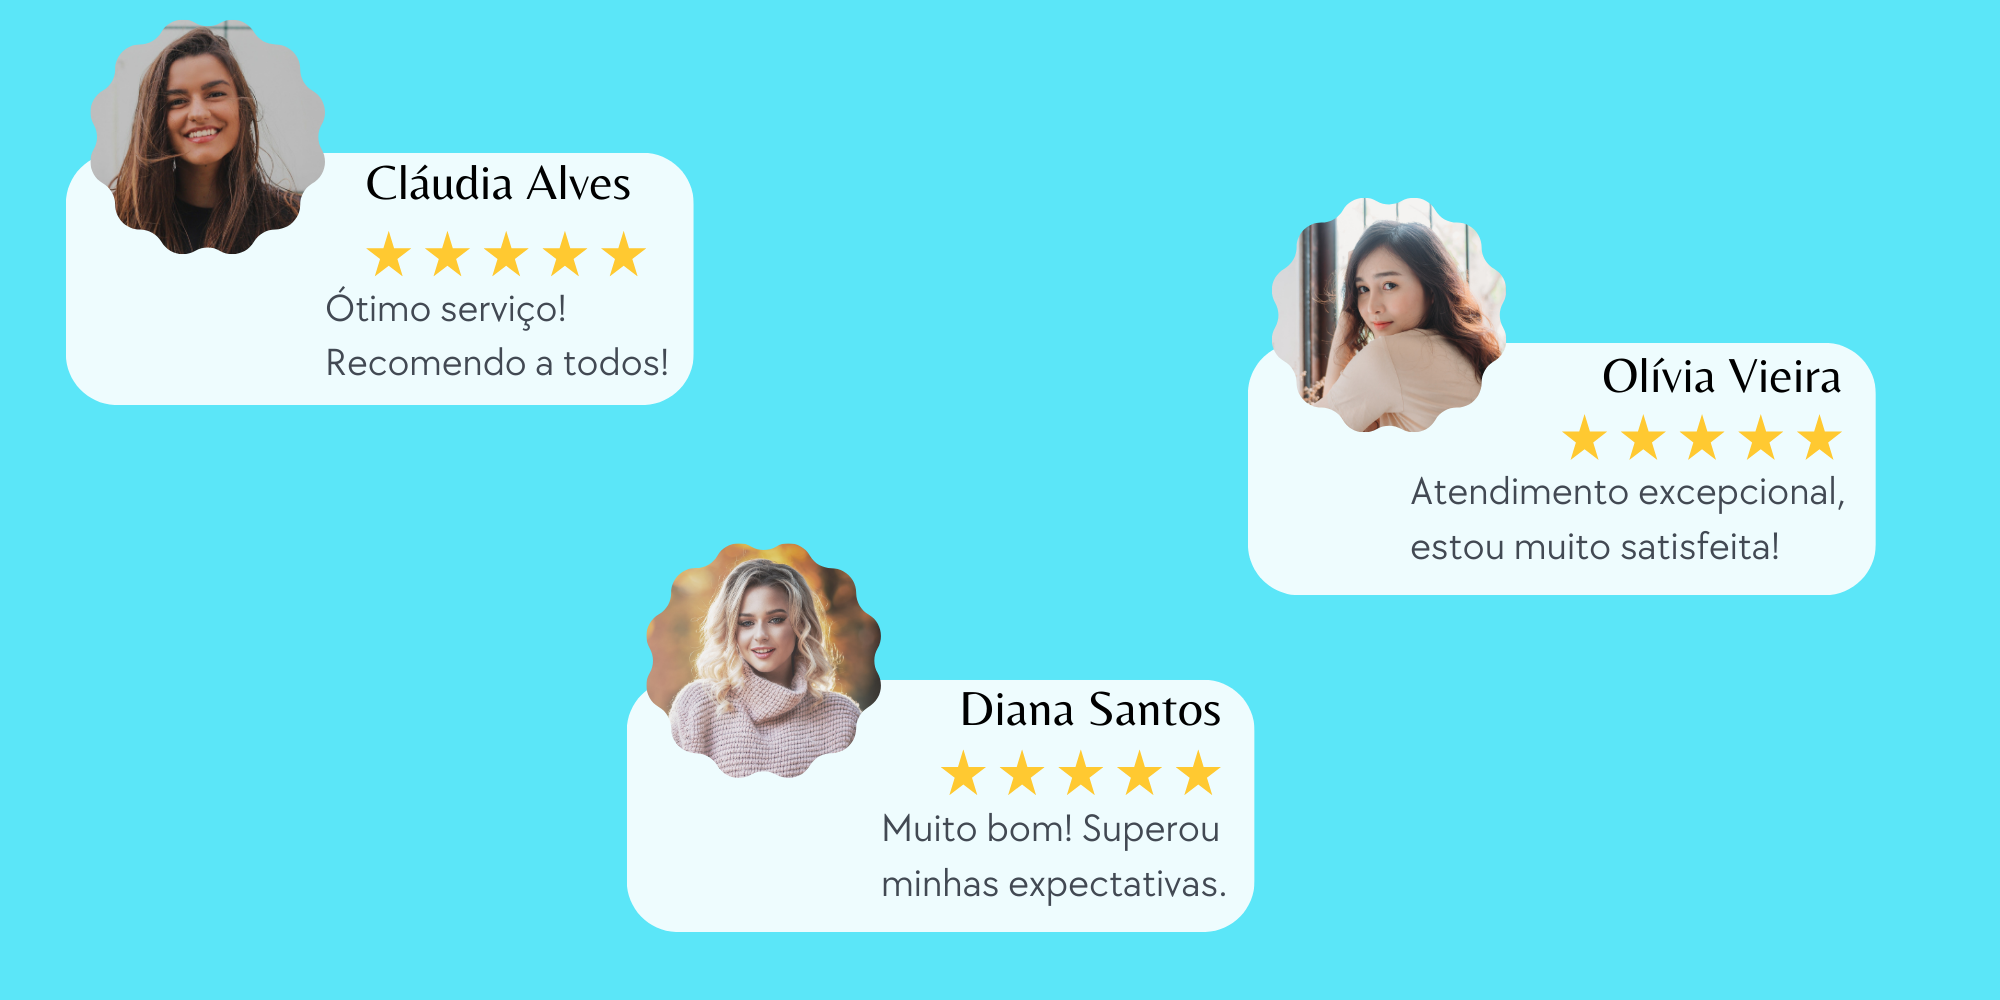 Cláudia Alves
Ótimo serviço!
Recomendo a todos!
Olívia Vieira
Atendimento excepcional,
estou muito satisfeita!
Diana Santos
Muito bom! Superou
minhas expectativas.